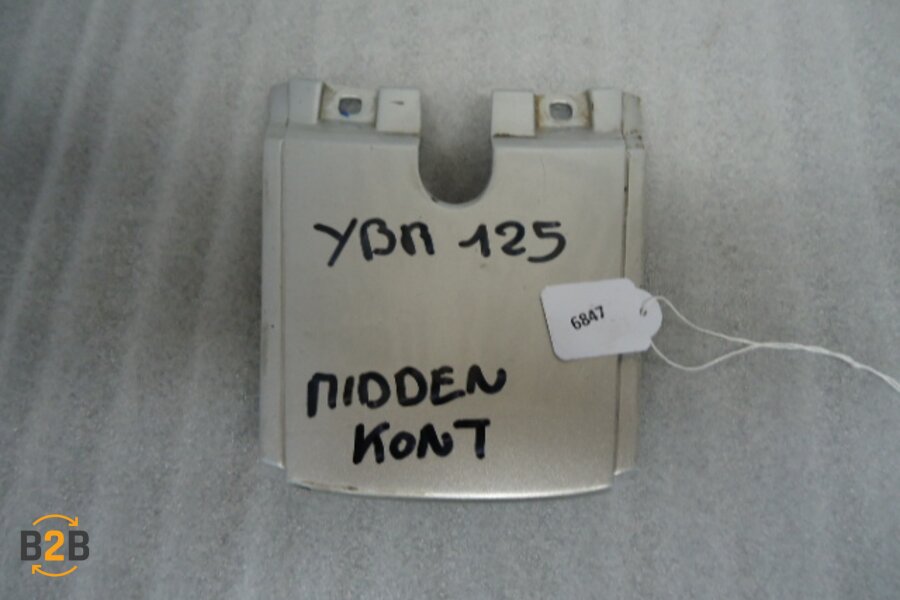 YBR 125
6847
MIDDEN
KONT
B2B